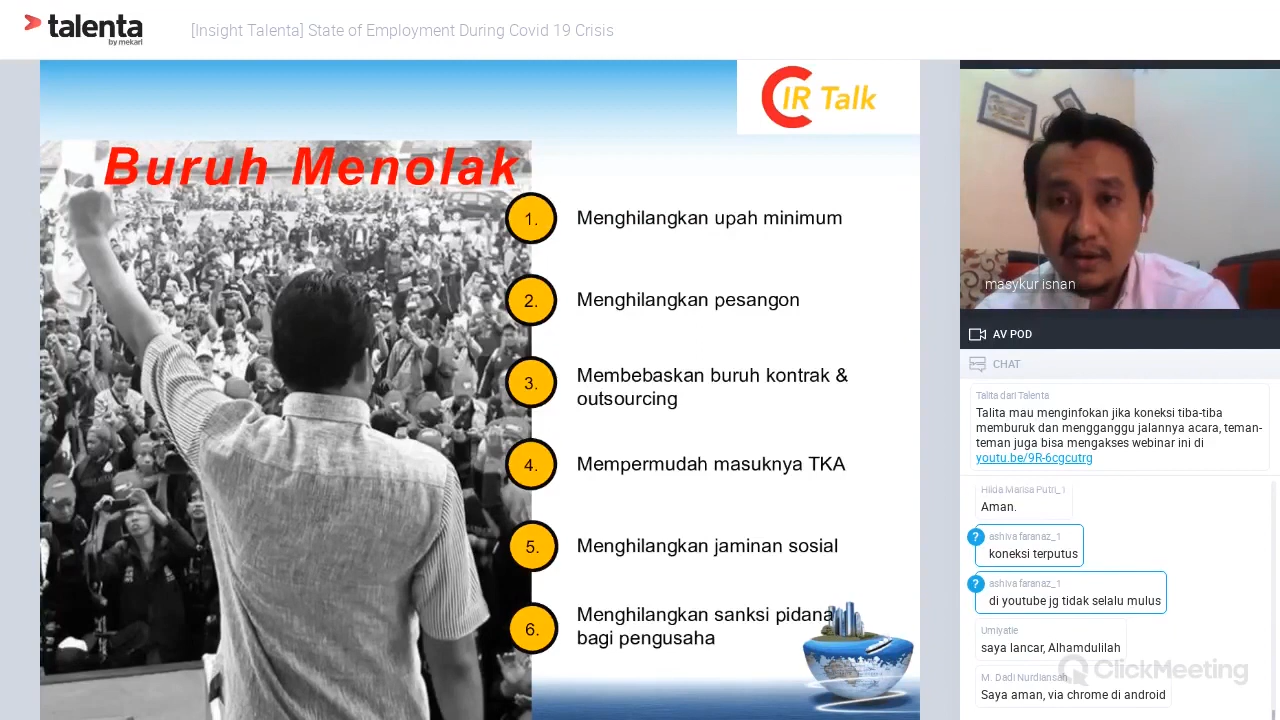 talenta
by mekari
[Insight Talenta] State of Employment During Covid 19 Crisis
IR Talk
Buruh Menolak
1. Menghilangkan upah minimum
2. Menghilangkan pesangon
3. Membebaskan buruh kontrak &
outsourcing
4. Mempermudah masuknya TKA
5. Menghilangkan jaminan sosial
6. Menghilangkan sanksi pidana
bagi pengusaha
masykur isnan
AV POD
CHAT
Talita dari Talenta
Talita mau menginfokan jika koneksi tiba-tiba
memburuk dan mengganggu jalannya acara, teman-
teman juga bisa mengakses webinar ini di
youtu.be/9R-6cgcutrg
Hilda Marisa Putri_1
Aman.
? ashiva faranaz_1
koneksi terputus
? ashiva faranaz_1
di youtube jg tidak selalu mulus
Umiyatie
saya lancar, Alhamdulilah
M. Dadi Nurdiansah
Saya aman, via chrome di android
ClickMeeting